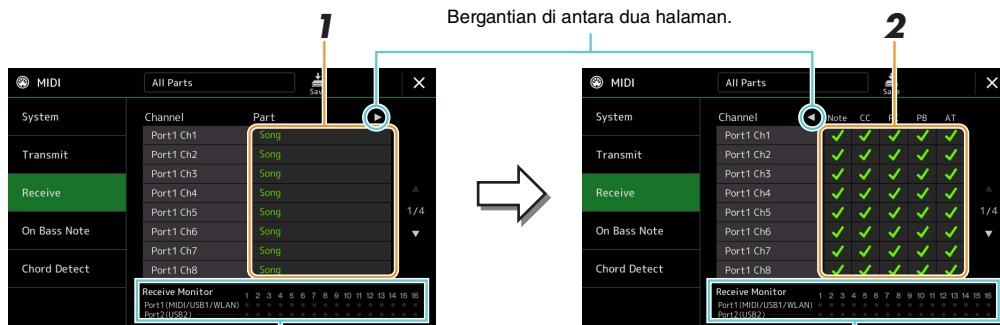 Bergantian di antara dua halaman.
1
2
MIDI
All Parts
Save
System
Transmit
Receive
On Bass Note
Chord Detect
Channel Part
Port1 Ch1 Song
Port1 Ch2 Song
Port1 Ch3 Song
Port1 Ch4 Song
Port1 Ch5 Song
Port1 Ch6 Song
Port1 Ch7 Song
Port1 Ch8 Song
1/4
Receive Monitor 1 2 3 4 5 6 7 8 9 10 11 12 13 14 15 16
Port1(MIDI/USB1/WLAN)
Port2(USB2)
MIDI
All Parts
Save
System
Transmit
Receive
On Bass Note
Chord Detect
Channel Note CC PC PB AT
Port1 Ch1
Port1 Ch2
Port1 Ch3
Port1 Ch4
Port1 Ch5
Port1 Ch6
Port1 Ch7
Port1 Ch8
1/4
Receive Monitor 1 2 3 4 5 6 7 8 9 10 11 12 13 14 15 16
Port1(MIDI/USB1/WLAN)
Port2(USB2)